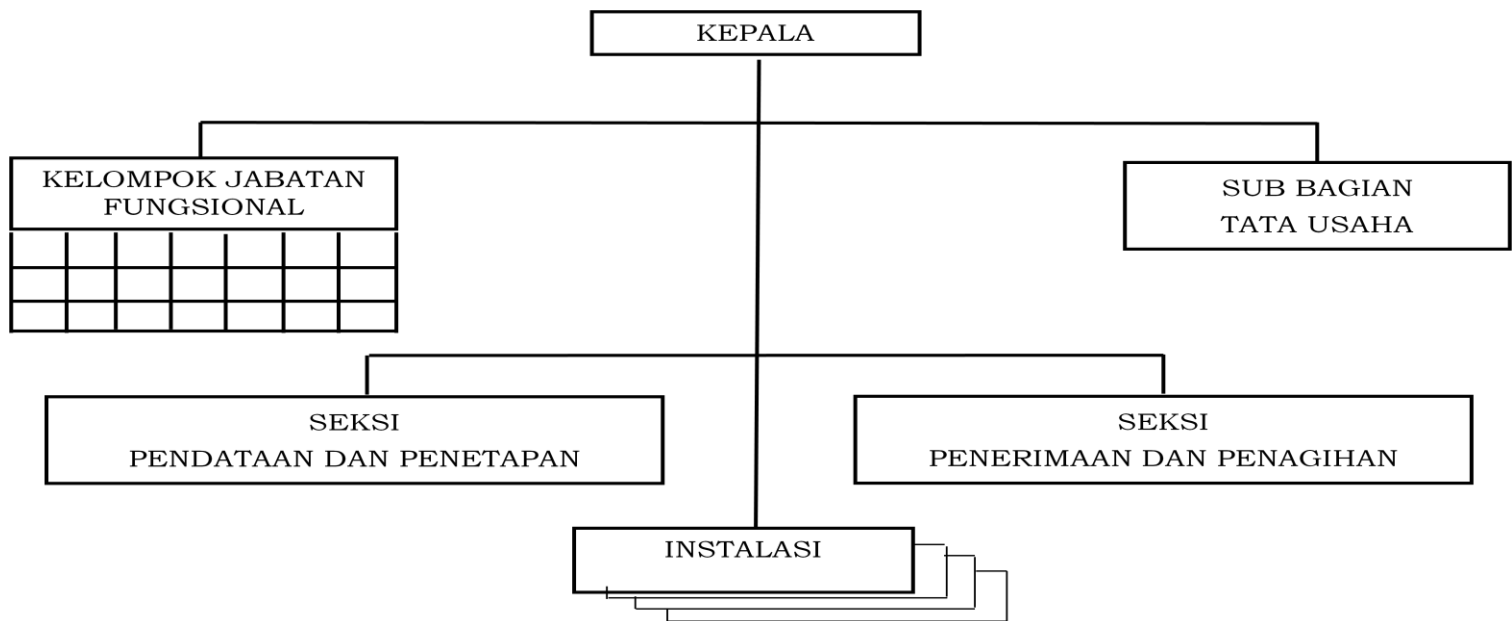 KEPALA
KELOMPOK JABATAN
FUNGSIONAL
SUB BAGIAN
TATA USAHA
SEKSI
PENDATAAN DAN PENETAPAN
SEKSI
PENERIMAAN DAN PENAGIHAN
INSTALASI